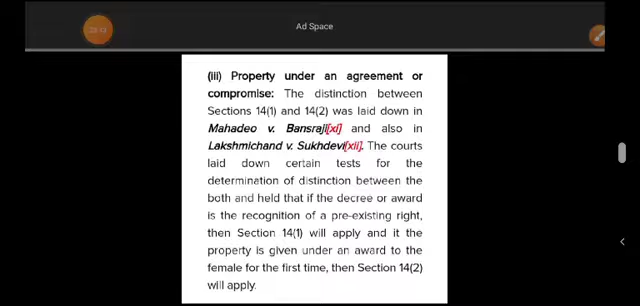 Ad Space
(iii) Property under an agreement or
compromise: The distinction between
Sections 14(1) and 14(2) was laid down in
Mahadeo v. Bansraji[xi] and also in
Lakshmichand v. Sukhdevi[xii]. The courts
laid down certain tests for the
determination of distinction between the
both and held that if the decree or award
is the recognition of a pre-existing right,
then Section 14(1) will apply and it the
property is given under an award to the
female for the first time, then Section 14(2)
will apply.